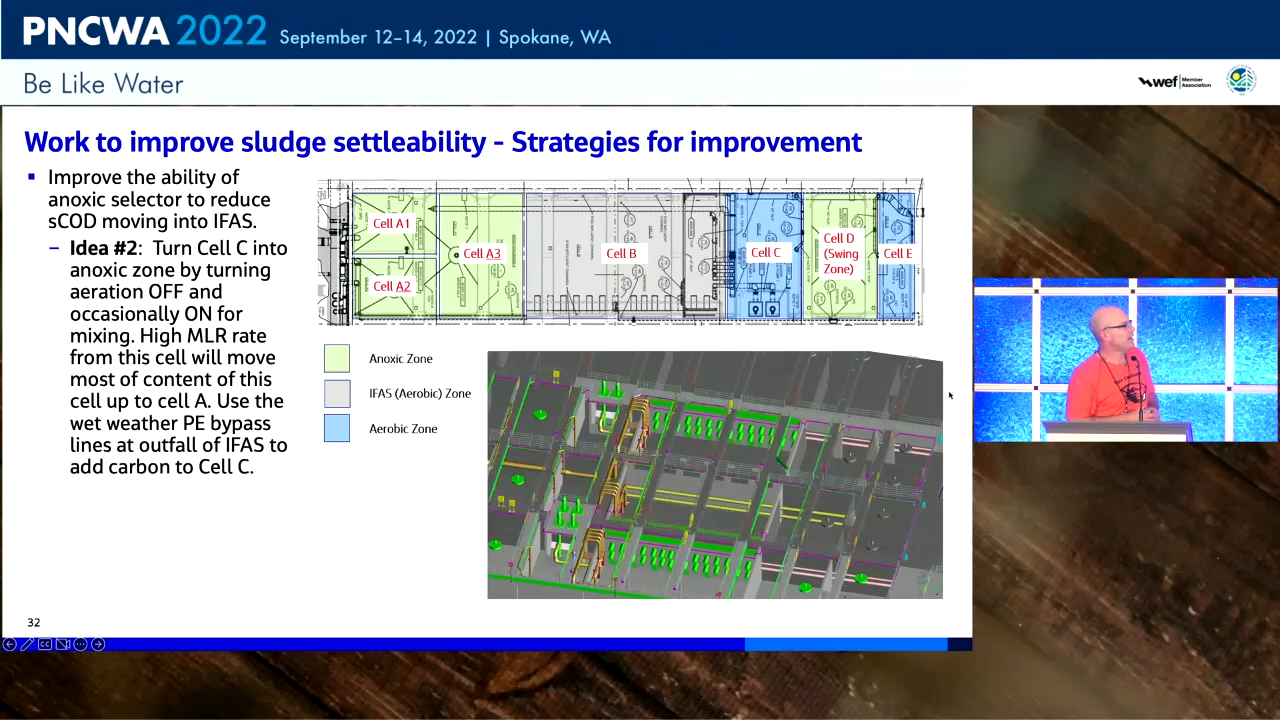 PNCWA 2022 September 12–14, 2022 | Spokane, WA
Be Like Water
wef Member Association
Work to improve sludge settleability - Strategies for improvement
▪ Improve the ability of
anoxic selector to reduce
sCOD moving into IFAS.
– Idea #2: Turn Cell C into
anoxic zone by turning
aeration OFF and
occasionally ON for
mixing. High MLR rate
from this cell will move
most of content of this
cell up to cell A. Use the
wet weather PE bypass
lines at outfall of IFAS to
add carbon to Cell C.
Cell A1
Cell A2
Cell A3
Cell B
Cell C
Cell D
(Swing
Zone)
Cell E
Anoxic Zone
IFAS (Aerobic) Zone
Aerobic Zone
32